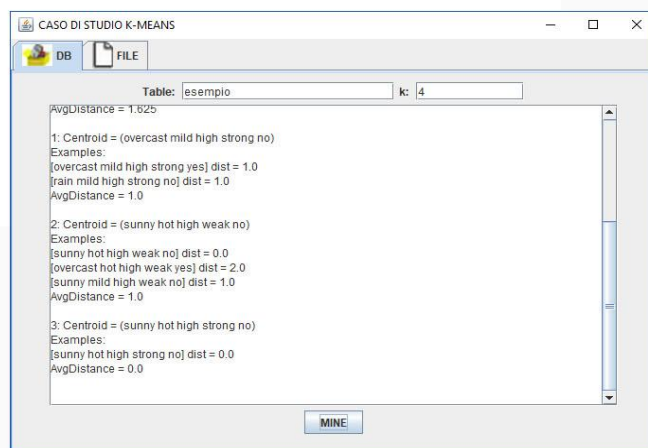 CASO DI STUDIO K-MEANS
DB
FILE
Table: esempio k: 4
AvgDistance = 1.625
1: Centroid = (overcast mild high strong no)
Examples:
[overcast mild high strong yes] dist = 1.0
[rain mild high strong no] dist = 1.0
AvgDistance = 1.0
2: Centroid = (sunny hot high weak no)
Examples:
[sunny hot high weak no] dist = 0.0
[overcast hot high weak yes] dist = 2.0
[sunny mild high weak no] dist = 1.0
AvgDistance = 1.0
3: Centroid = (sunny hot high strong no)
Examples:
[sunny hot high strong no] dist = 0.0
AvgDistance = 0.0
MINE